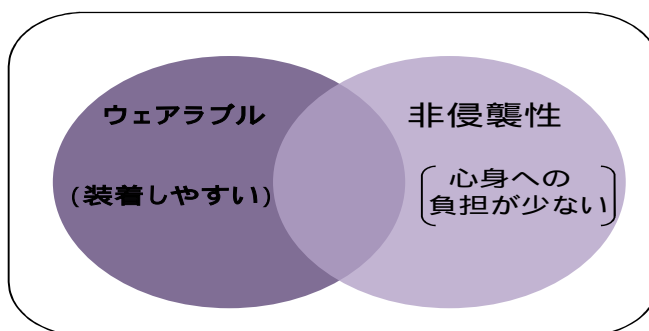 ウェアラブル
(装着しやすい)
非侵襲性
心身への
負担が少ない